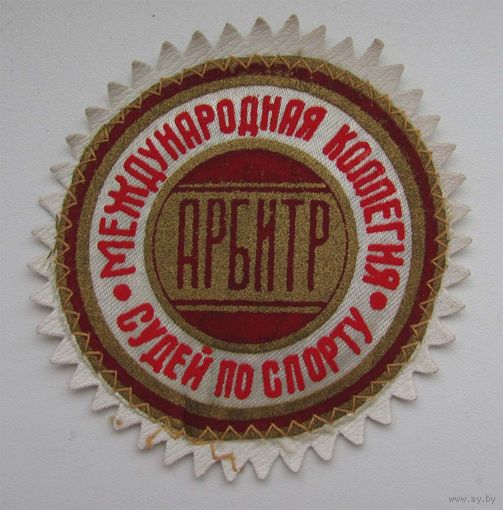 МЕЖДУНАРОДНАЯ КОЛЛЕГИЯ
СУДЕЙ ПО СПОРТУ
АРБИТР
www.ay.by